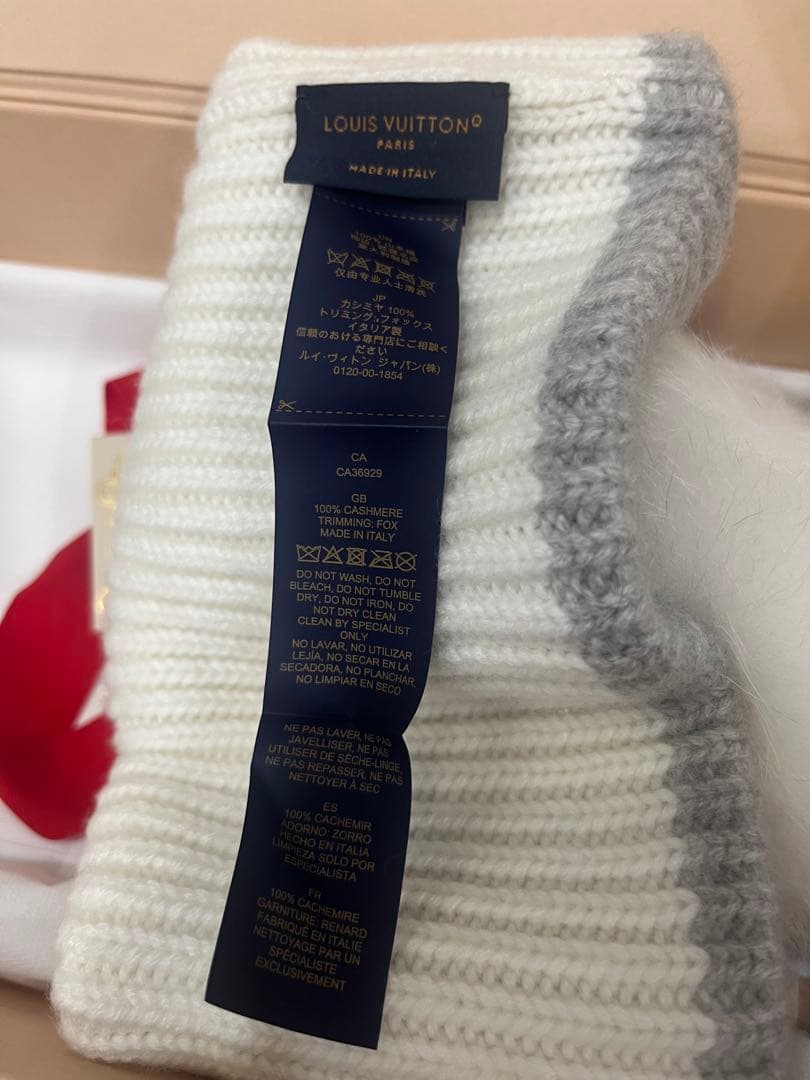 LOUIS VUITTON®
PARIS
MADE IN ITALY
仅由专业人士清洗
JP
カシミヤ 100%
トリミング:フォックス
イタリア製
信頼のおける専門店にご相談く
ださい
ルイ・ヴィトン ジャパン(株)
0120-00-1854
CA
CA36929
GB
100% CASHMERE
TRIMMING: FOX
MADE IN ITALY
DO NOT WASH, DO NOT
BLEACH, DO NOT TUMBLE
DRY, DO NOT IRON, DO
NOT DRY CLEAN
CLEAN BY SPECIALIST
ONLY
NO LAVAR, NO UTILIZAR
LEJÍA, NO SECAR EN LA
SECADORA, NO PLANCHAR,
NO LIMPIAR EN SECO
NE PAS LAVER, NE PAS
JAVELLISER, NE PAS
UTILISER DE SÈCHE-LINGE,
NE PAS REPASSER, NE PAS
NETTOYER À SEC
ES
100% CACHEMIR
ADORNO: ZORRO
HECHO EN ITALIA
LIMPIEZA SOLO POR
ESPECIALISTA
FR
100% CACHEMIRE
GARNITURE: RENARD
FABRIQUÉ EN ITALIE
NETTOYAGE PAR UN
SPÉCIALISTE
EXCLUSIVEMENT